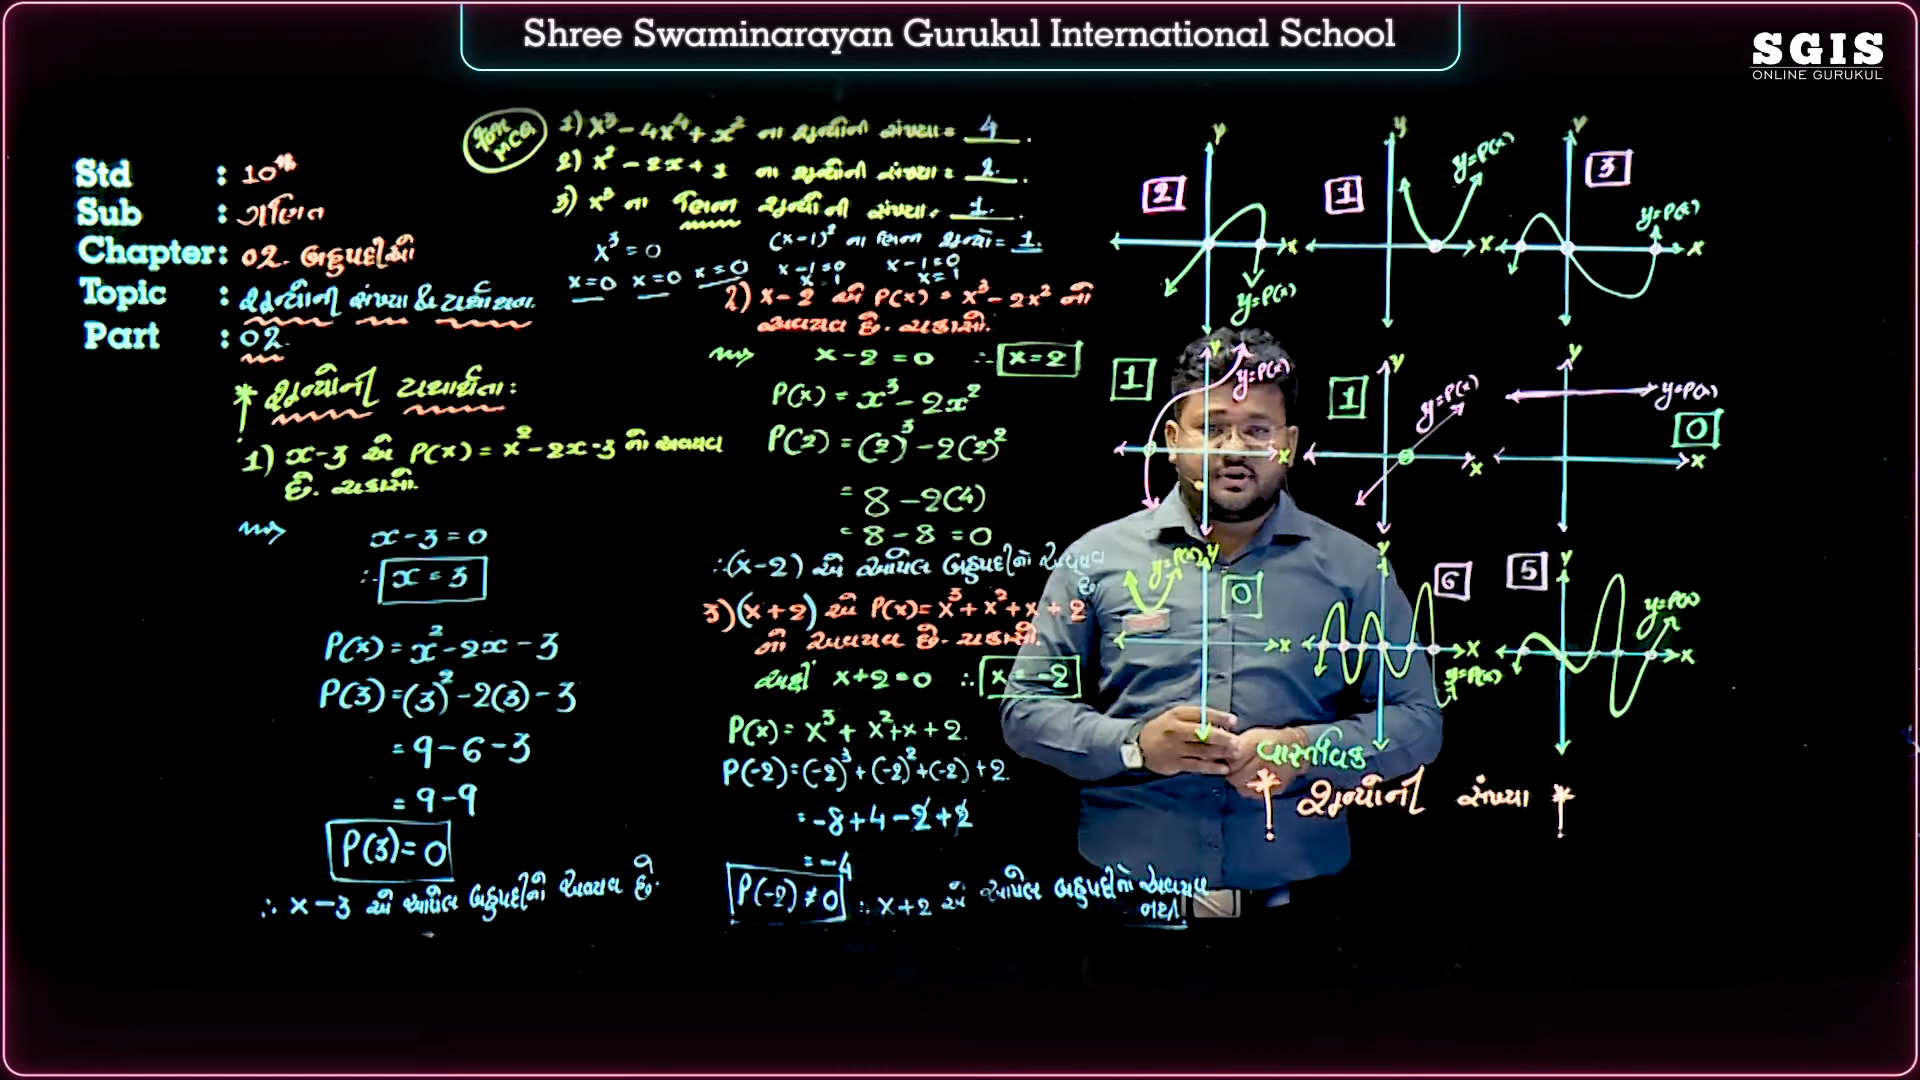 Shree Swaminarayan Gurukul International School
SGIS
ONLINE GURUKUL
Std : 10th
Sub : ગણિત
Chapter: 02. બહુપદીઓ
Topic : શૂન્યોની સંખ્યા & યથાર્થતા.
Part : 02.
MCQ
1) x³ - 4x⁴ + x² ના શૂન્યોની સંખ્યા = 4.
2) x² - 2x + 1 ના શૂન્યોની સંખ્યા = 2.
3) x³ ના ભિન્ન શૂન્યોની સંખ્યા = 1.
x³ = 0
x=0 x=0 x=0
(x-1)² ના ભિન્ન શૂન્યો = 1.
x-1=0 x-1=0
x=1 x=1
* શૂન્યોની યથાર્થતા:
1) x-3 એ P(x) = x² - 2x - 3 નો અવયવ
છે. ચકાસો.
x-3 = 0
∴ x = 3
P(x) = x² - 2x - 3
P(3) = (3)² - 2(3) - 3
= 9 - 6 - 3
= 9 - 9
P(3) = 0
∴ x-3 એ આપેલ બહુપદીનો અવયવ છે.
2) x-2 એ P(x) = x³ - 2x² નો
અવયવ છે. ચકાસો.
x-2 = 0 ∴ x=2
P(x) = x³ - 2x²
P(2) = (2)³ - 2(2)²
= 8 - 2(4)
= 8 - 8 = 0
∴ (x-2) એ આપેલ બહુપદીનો અવયવ
છે.
3) (x+2) એ P(x) = x³ + x² + x + 2
નો અવયવ છે. ચકાસો.
અહીં x+2=0 ∴ x = -2
P(x) = x³ + x² + x + 2.
P(-2) = (-2)³ + (-2)² + (-2) + 2.
= -8 + 4 - 2 + 2
= -4
P(-2) ≠ 0 ∴ x+2 એ આપેલ બહુપદીનો અવયવ
નથી.
2 y x y=P(x)
1 y x y=P(x)
3 y x y=P(x)
1 y x y=P(x)
1 y x y=P(x)
0 y x y=P(x)
0 y x y=P(x)
6 y x y=P(x)
5 y x y=P(x)
વાસ્તવિક
* શૂન્યોની સંખ્યા *